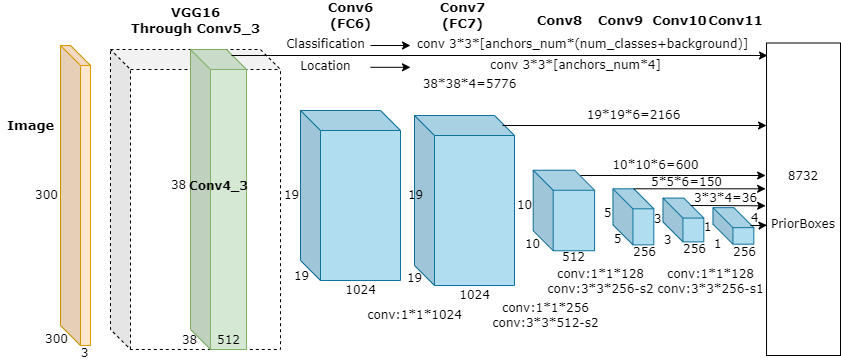 VGG16
Through Conv5_3
Conv6
(FC6)
Conv7
(FC7)
Conv8
Conv9
Conv10
Conv11
Classification
conv 3*3*[anchors_num*(num_classes+background)]
Location
conv 3*3*[anchors_num*4]
38*38*4=5776
Image
19*19*6=2166
10*10*6=600
5*5*6=150
3*3*4=36
4
8732
PriorBoxes
300
38
Conv4_3
19
19
10
5
3
1
300
3
38
512
19
1024
19
1024
10
512
5
256
3
256
1
256
conv:1*1*1024
conv:1*1*256
conv:3*3*512-s2
conv:1*1*128
conv:3*3*256-s2
conv:1*1*128
conv:3*3*256-s1